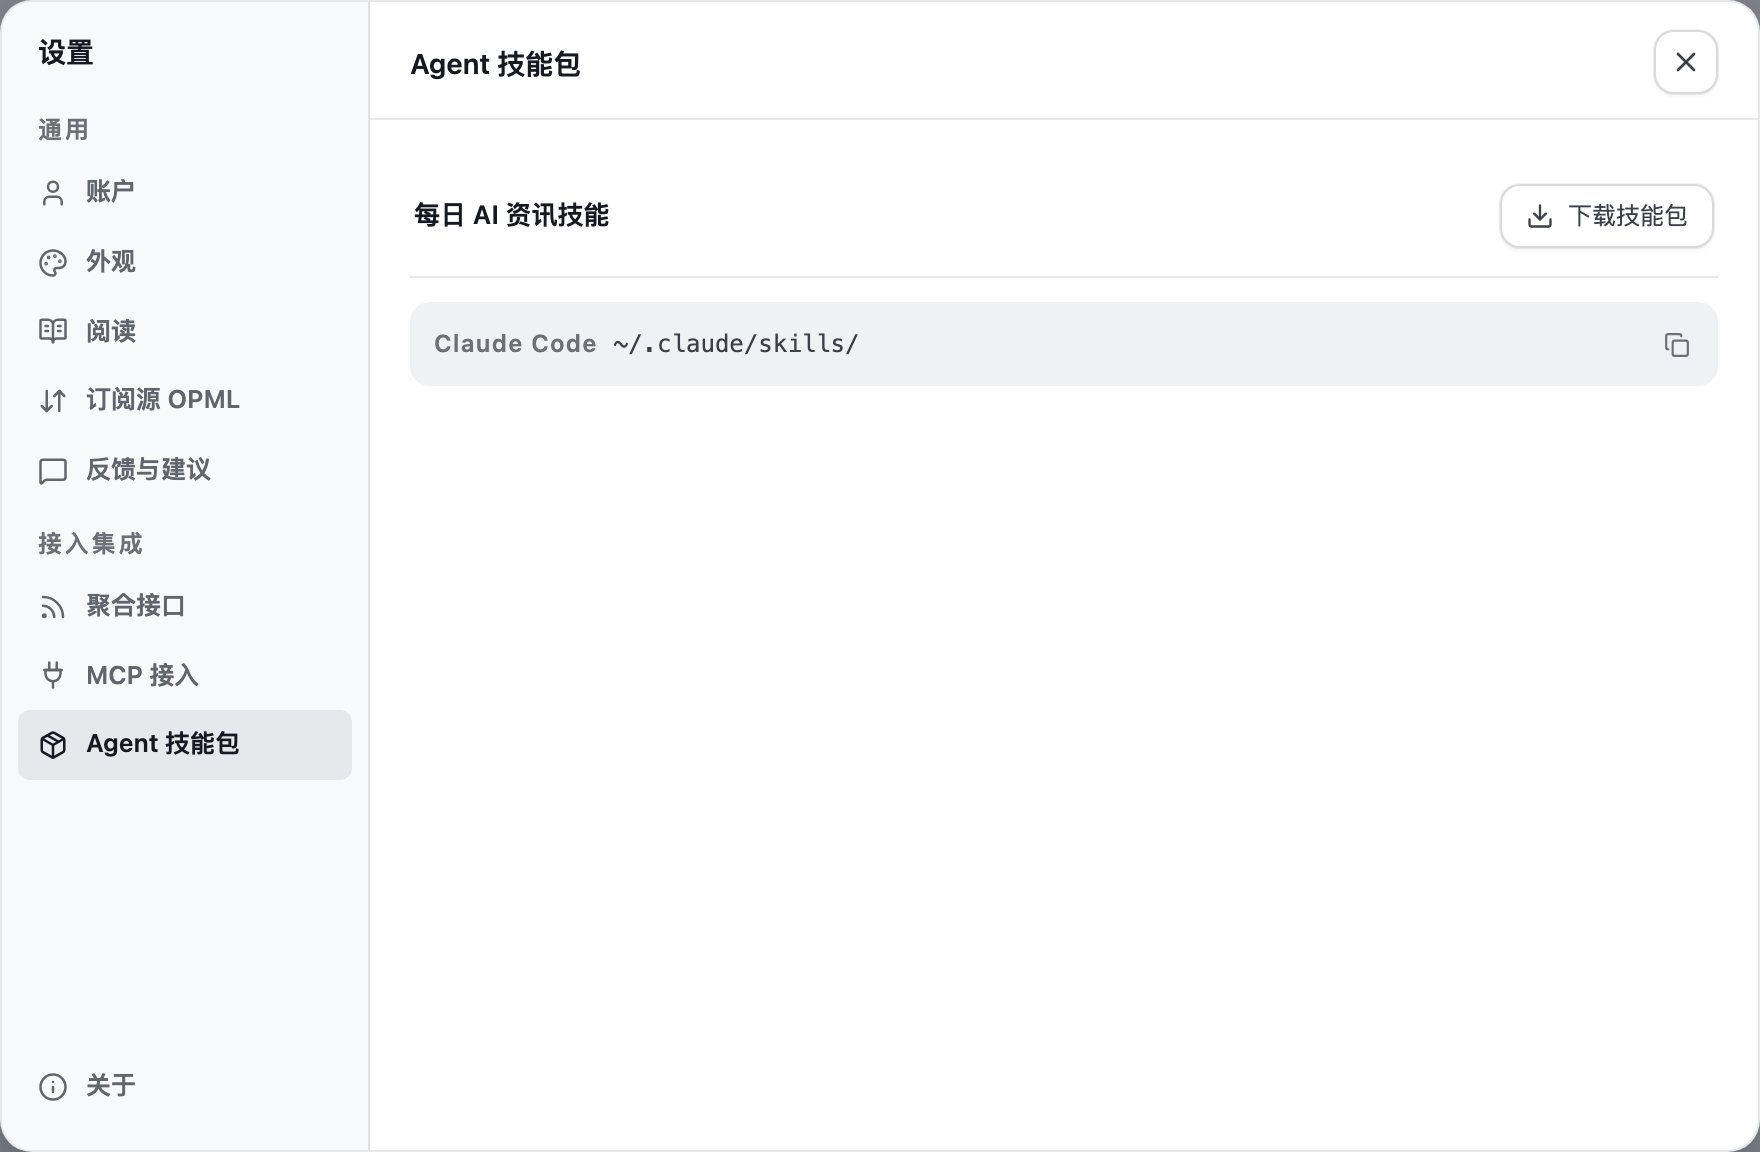 设置
通用
账户
外观
阅读
订阅源 OPML
反馈与建议
接入集成
聚合接口
MCP 接入
Agent 技能包
关于
Agent 技能包
每日 AI 资讯技能
下载技能包
Claude Code ~/.claude/skills/